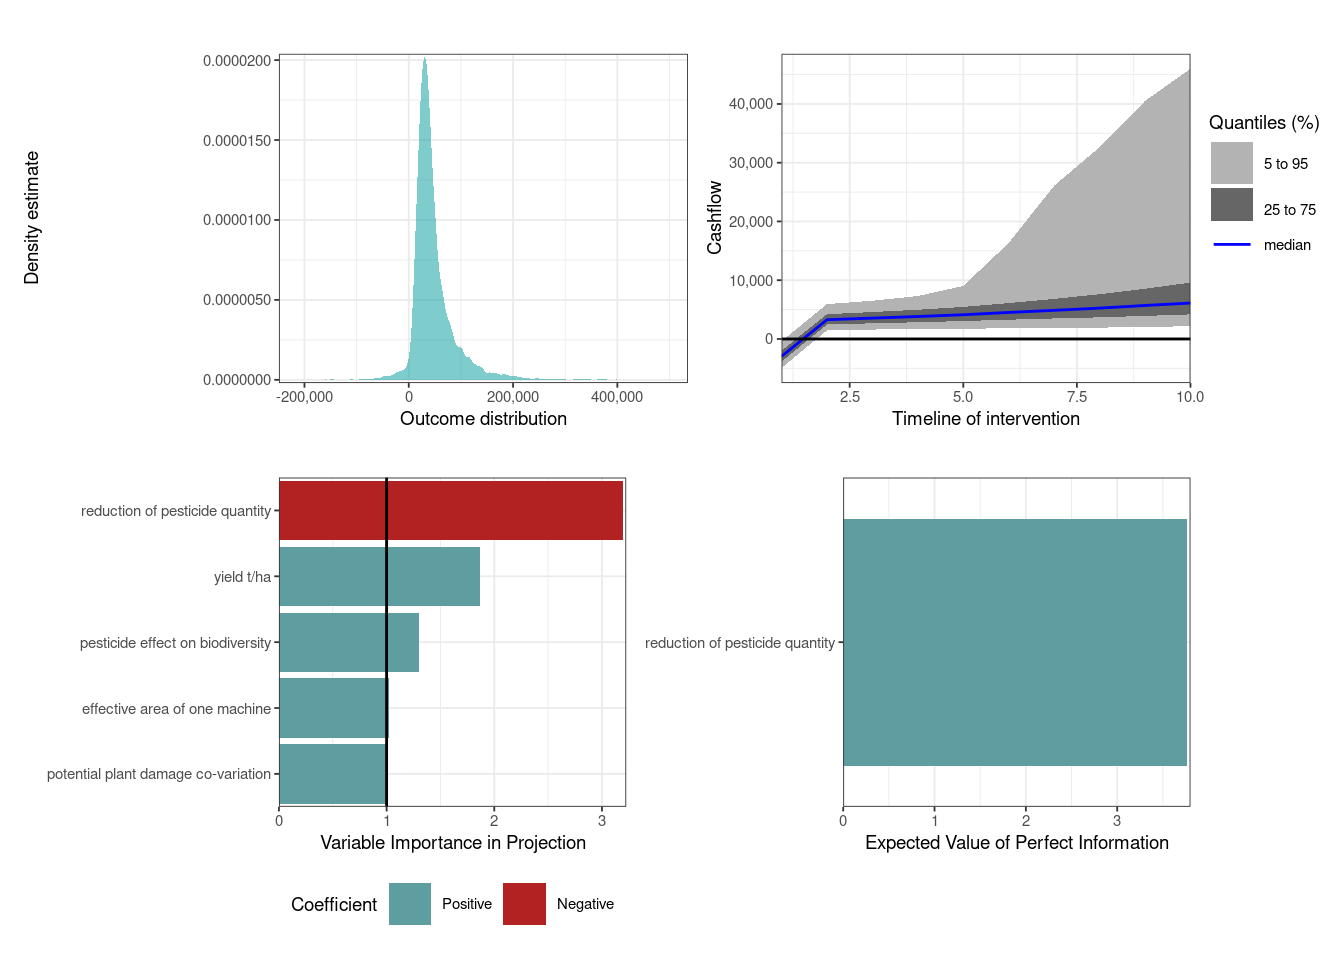 Density estimate
0.0000200
0.0000150
0.0000100
0.0000050
0.0000000
-200,000
0
200,000
400,000
Outcome distribution
Cashflow
40,000
30,000
20,000
10,000
0
2.5
5.0
7.5
10.0
Timeline of intervention
Quantiles (%)
5 to 95
25 to 75
median
reduction of pesticide quantity
yield t/ha
pesticide effect on biodiversity
effective area of one machine
potential plant damage co-variation
0
1
2
3
Variable Importance in Projection
Coefficient
Positive
Negative
reduction of pesticide quantity
0
1
2
3
Expected Value of Perfect Information